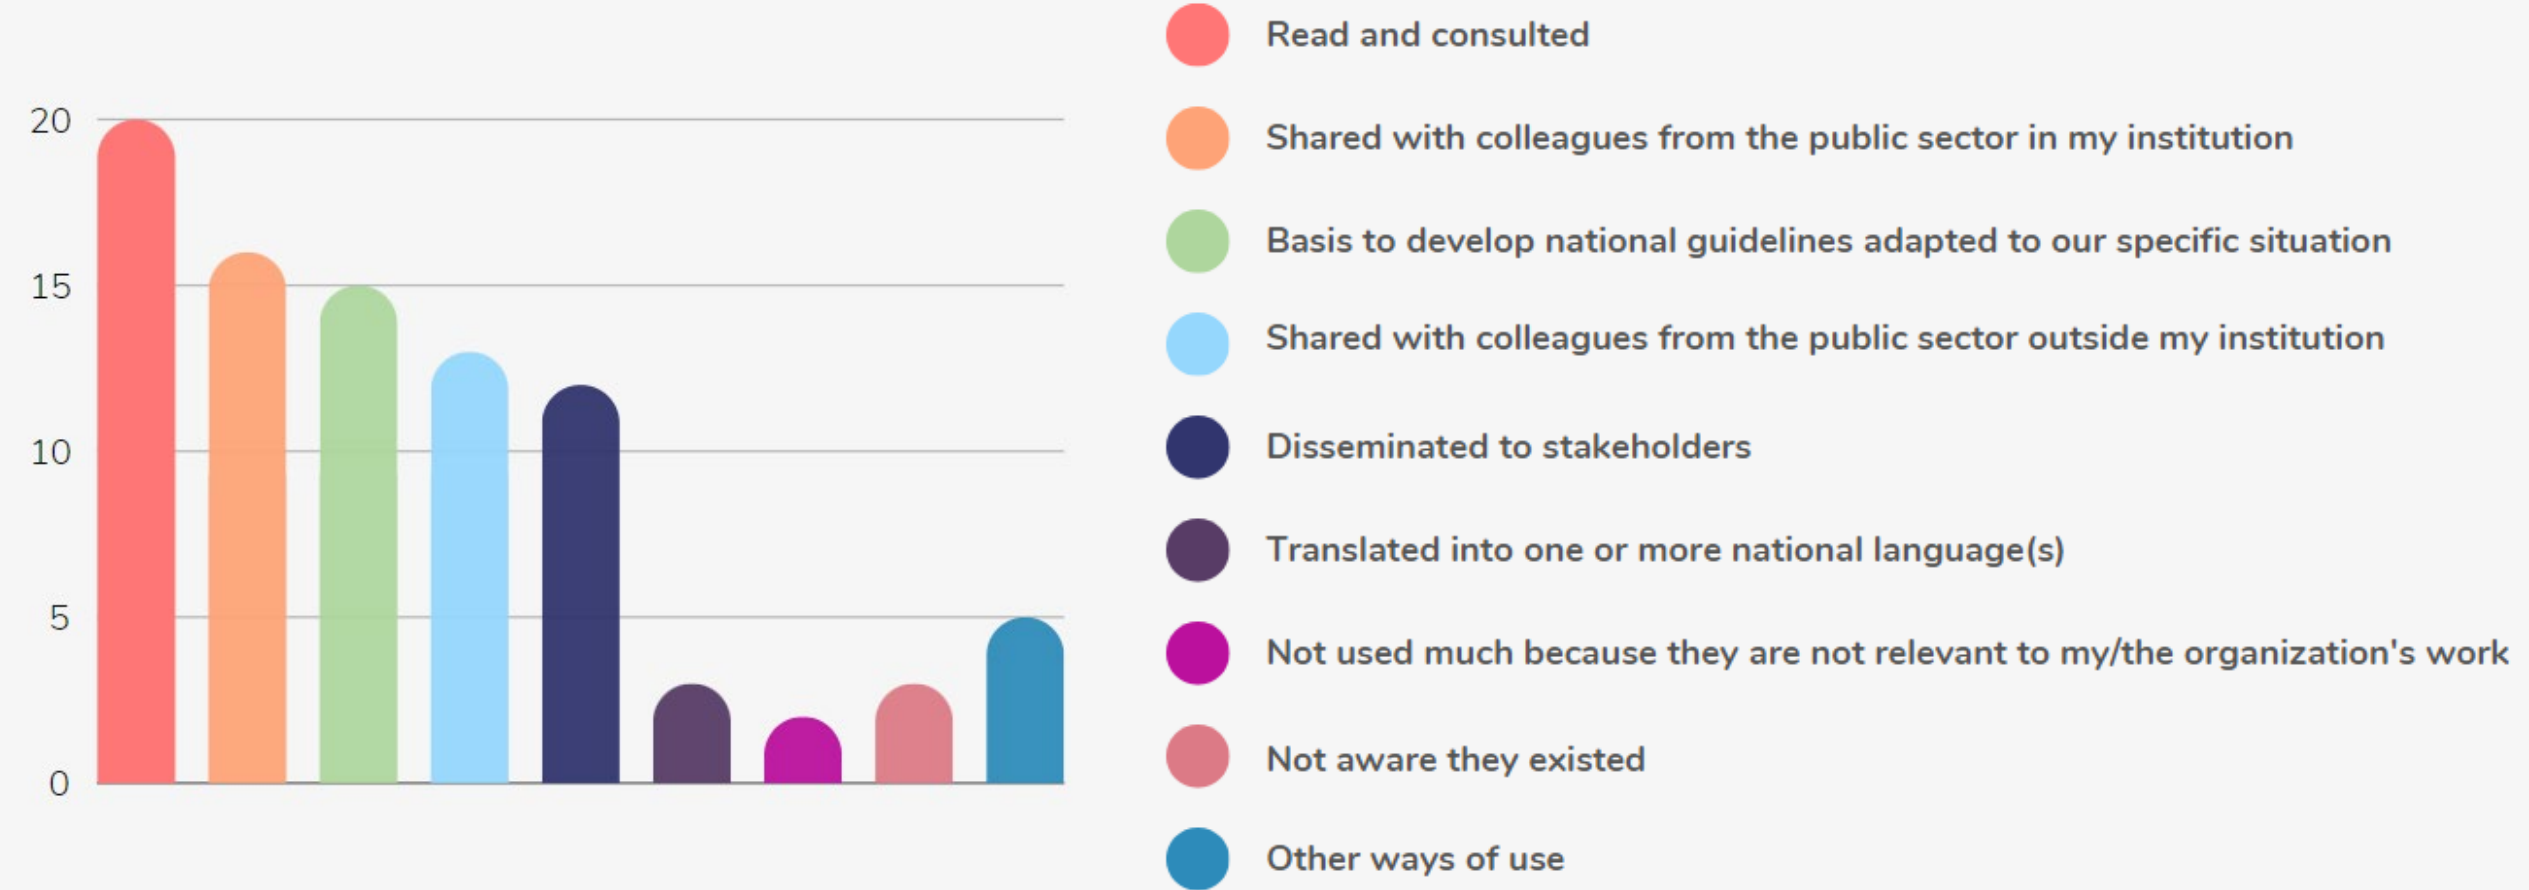 20
15
10
5
0
Read and consulted
Shared with colleagues from the public sector in my institution
Basis to develop national guidelines adapted to our specific situation
Shared with colleagues from the public sector outside my institution
Disseminated to stakeholders
Translated into one or more national language(s)
Not used much because they are not relevant to my/the organization's work
Not aware they existed
Other ways of use